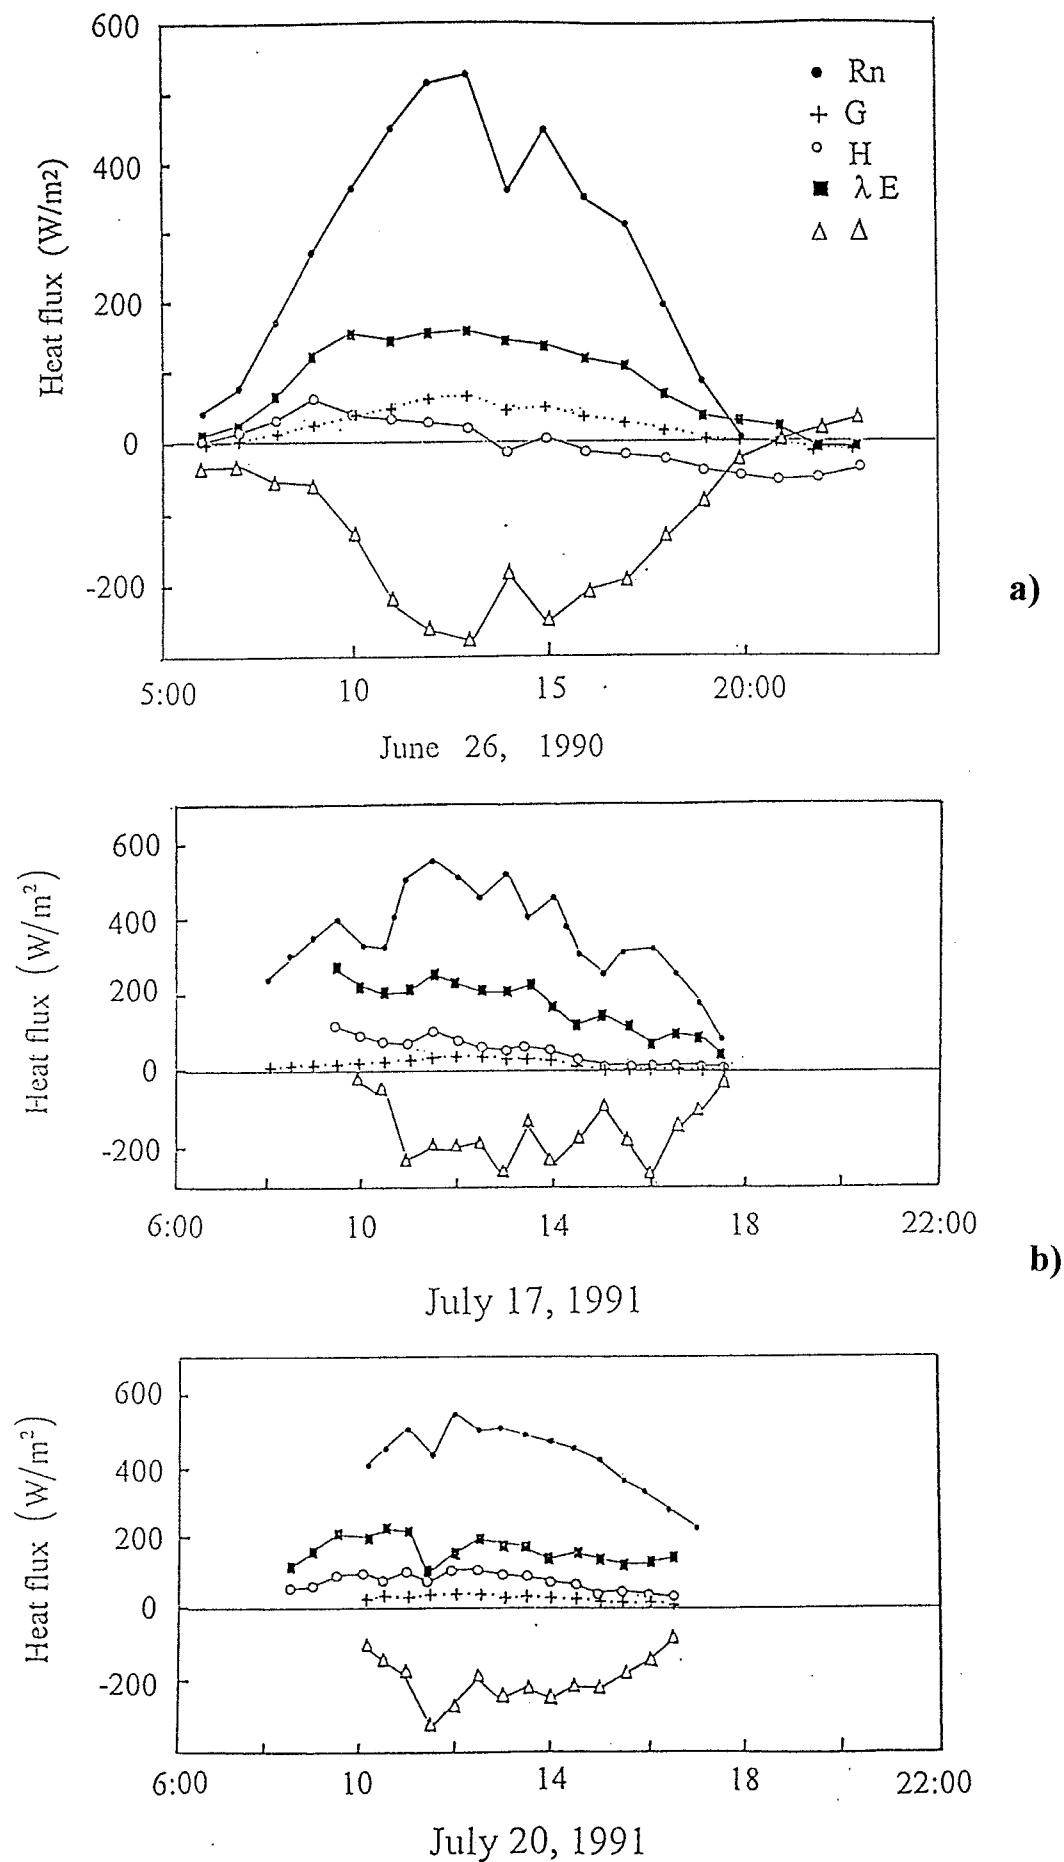 600
400
200
0
-200
Heat flux (W/m2)
Rn
G
H
λ E
Δ
5:00 10 15 20:00
June 26, 1990
a)
600
400
200
0
-200
Heat flux (W/m²)
6:00 10 14 18 22:00
b)
July 17, 1991
600
400
200
0
-200
Heat flux (W/m²)
6:00 10 14 18 22:00
July 20, 1991